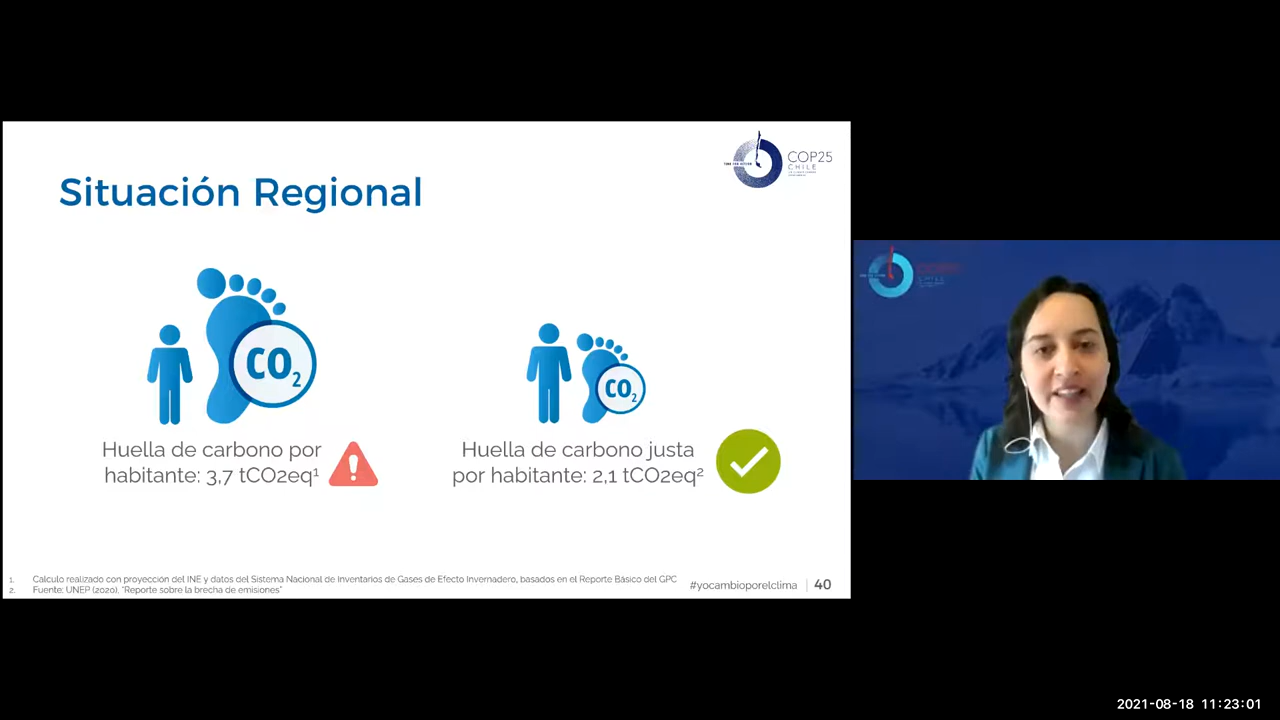 COP25
CHILE
Situación Regional
CO2
CO2
Huella de carbono por
habitante: 3,7 tCO2eq¹
Huella de carbono justa
por habitante: 2,1 tCO2eq²
1. Calculo realizado con proyección del INE y datos del Sistema Nacional de Inventarios de Gases de Efecto Invernadero, basados en el Reporte Básico del GPC
2. Fuente: UNEP (2020), "Reporte sobre la brecha de emisiones"
#yocambioporelclima | 40
2021-08-18 11:23:01